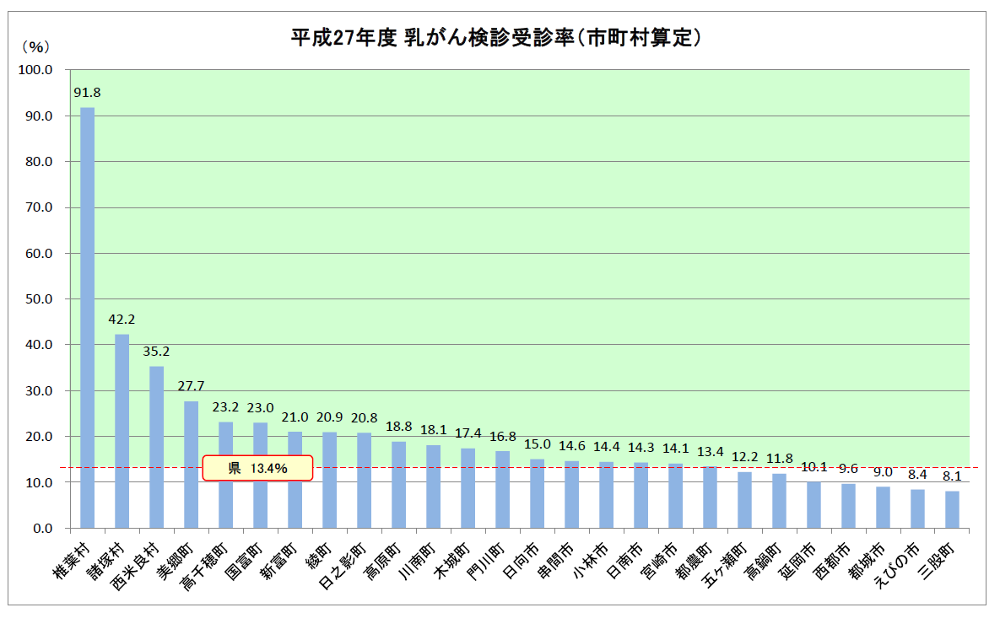 平成27年度 乳がん検診受診率（市町村算定）
（%）
100.0
90.0
80.0
70.0
60.0
50.0
40.0
30.0
20.0
10.0
0.0
91.8
42.2
35.2
27.7
23.2
23.0
21.0
20.9
20.8
18.8
18.1
17.4
16.8
15.0
14.6
14.4
14.3
14.1
13.4
12.2
11.8
10.1
9.6
9.0
8.4
8.1
県 13.4%
椎葉村
諸塚村
西米良村
美郷町
高千穂町
国富町
新富町
綾町
日之影町
高原町
川南町
木城町
門川町
日向市
串間市
小林市
日南市
宮崎市
都農町
五ヶ瀬町
高鍋町
延岡市
西都市
都城市
えびの市
三股町